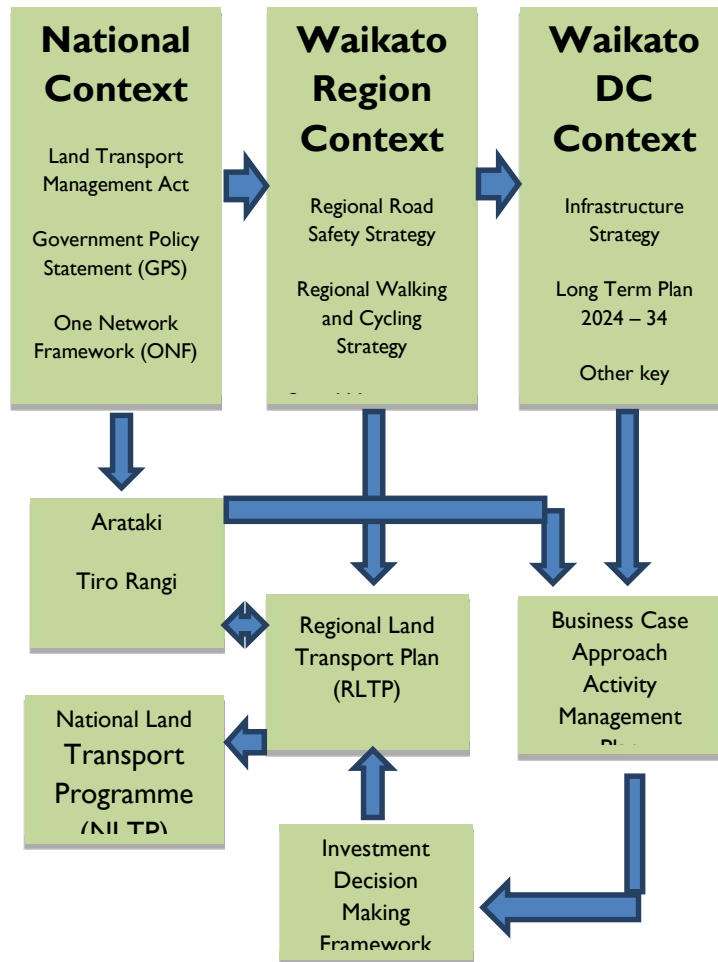 National
Context
Land Transport
Management Act
Government Policy
Statement (GPS)
One Network
Framework (ONF)
Waikato
Region
Context
Regional Road
Safety Strategy
Regional Walking
and Cycling
Strategy
Waikato
DC
Context
Infrastructure
Strategy
Long Term Plan
2024 – 34
Other key
Arataki
Tiro Rangi
Regional Land
Transport Plan
(RLTP)
Business Case
Approach
Activity
Management
National Land
Transport
Programme
(NLTP)
Investment
Decision
Making
Framework